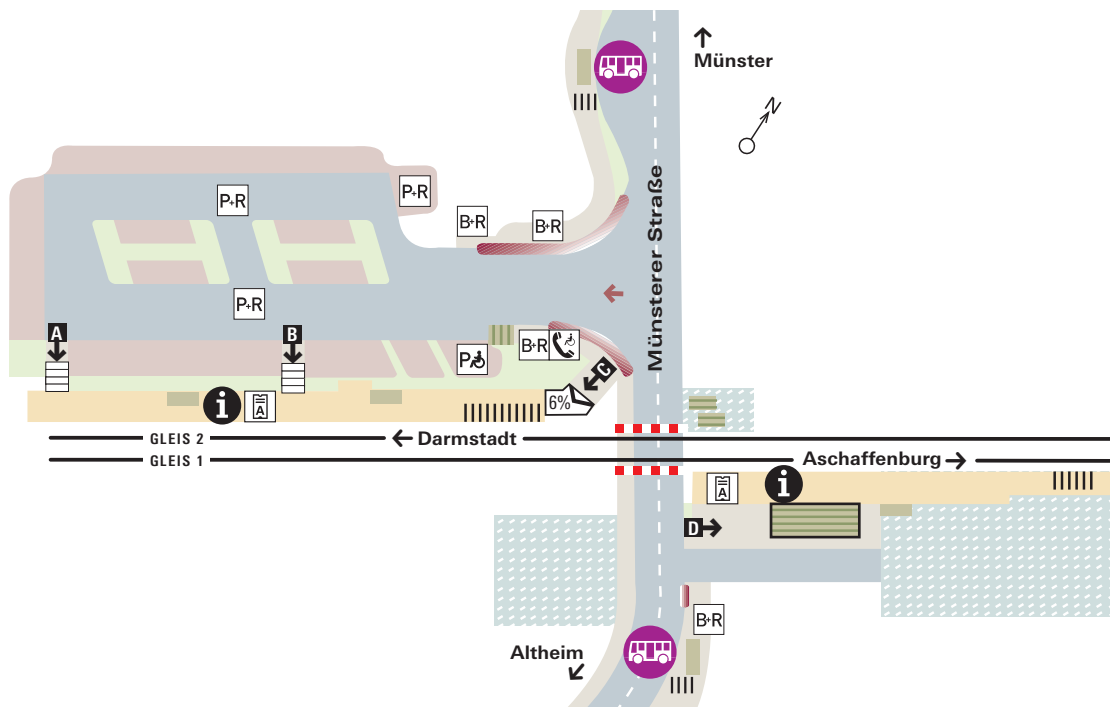 Münster
N
P+R
P+R
B+R
B+R
Münsterer Straße
P+R
A
B
B+R
P
C
6%
i
A
GLEIS 2
Darmstadt
GLEIS 1
Aschaffenburg
A
i
D
B+R
Altheim